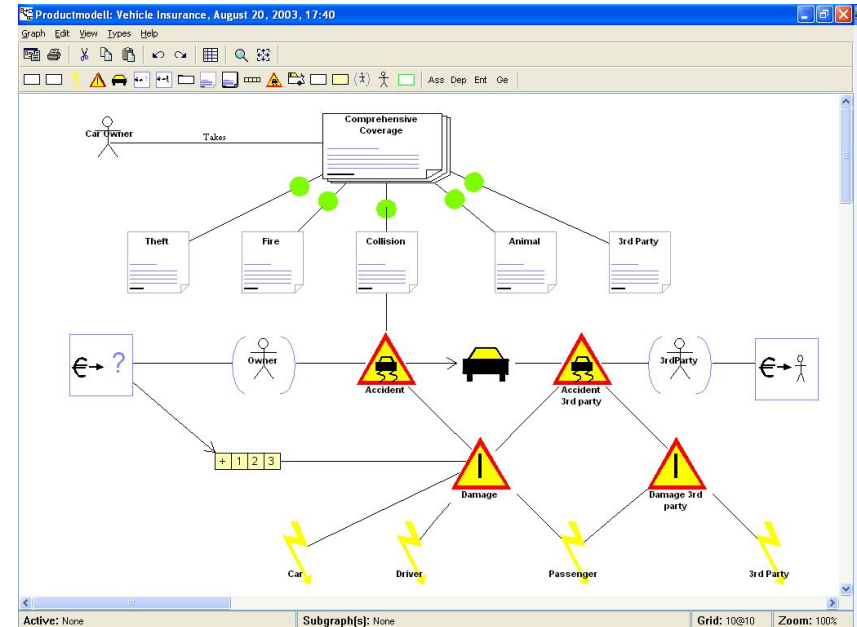 Productmodell: Vehicle Insurance, August 20, 2003, 17:40
Graph Edit View Types Help
Ass Dep Ent Ge
Comprehensive
Coverage
Car Owner
Takes
Theft
Fire
Collision
Animal
3rd Party
€ ?
Owner
3rdParty
€
Accident
Accident
3rd party
+ 1 2 3
Damage
Damage 3rd
party
Car
Driver
Passenger
3rd Party
Active: None
Subgraph(s): None
Grid: 10@10
Zoom: 100%